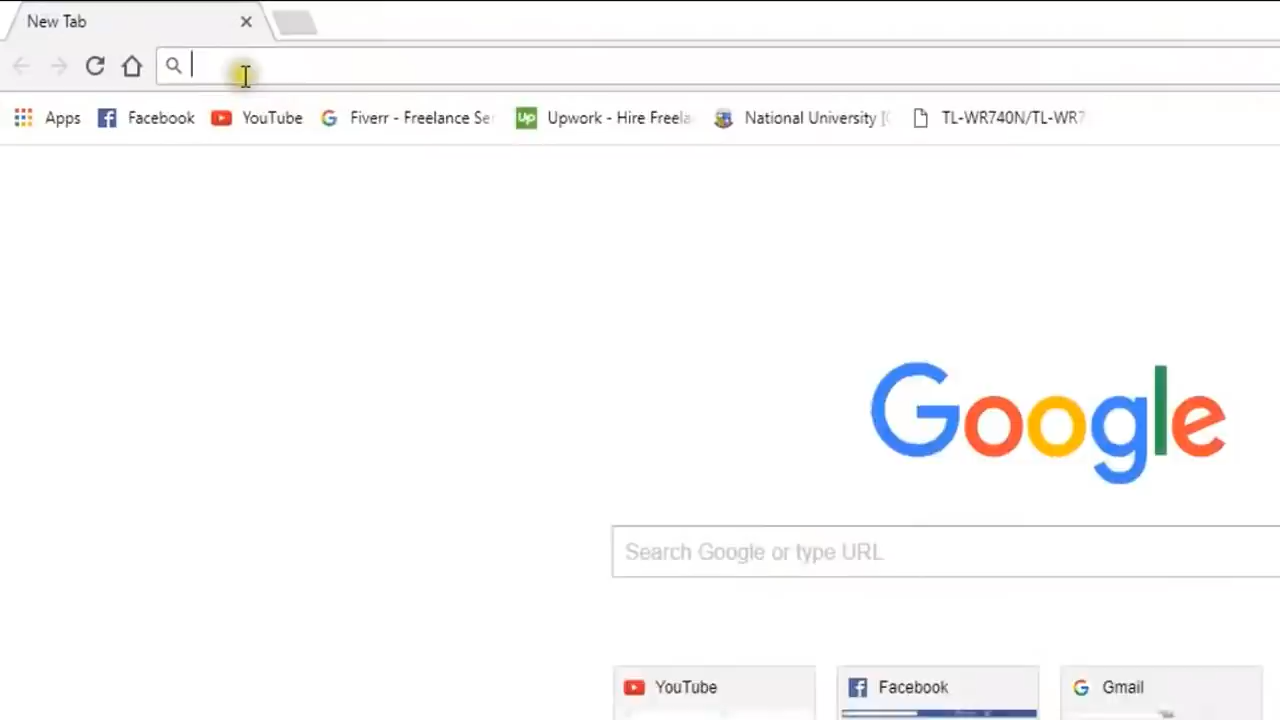 New Tab
Apps Facebook YouTube Fiverr - Freelance Se Upwork - Hire Freela National University [ TL-WR740N/TL-WR7
Google
Search Google or type URL
YouTube Facebook Gmail